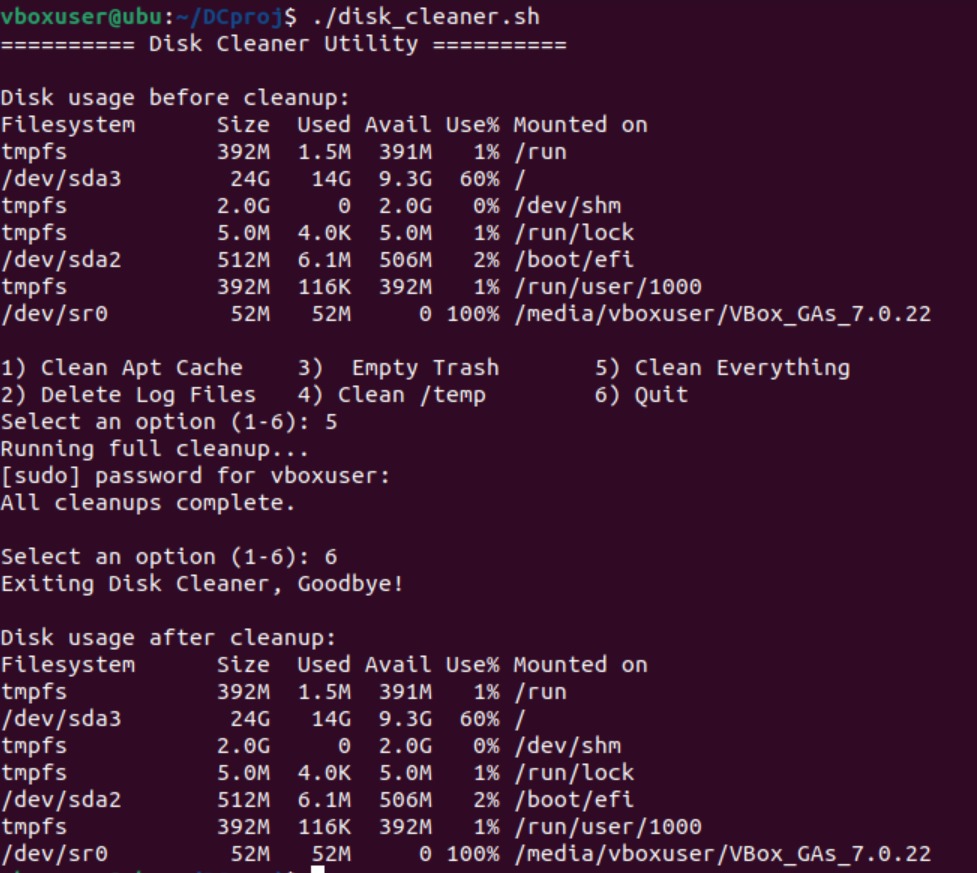 vboxuser@ubu:~/DCproj$ ./disk_cleaner.sh
========== Disk Cleaner Utility ==========
Disk usage before cleanup:
Filesystem      Size  Used Avail Use% Mounted on
tmpfs           392M  1.5M  391M   1% /run
/dev/sda3        24G   14G  9.3G  60% /
tmpfs           2.0G     0  2.0G   0% /dev/shm
tmpfs           5.0M  4.0K  5.0M   1% /run/lock
/dev/sda2       512M  6.1M  506M   2% /boot/efi
tmpfs           392M  116K  392M   1% /run/user/1000
/dev/sr0         52M   52M     0 100% /media/vboxuser/VBox_GAs_7.0.22
1) Clean Apt Cache    3)  Empty Trash       5) Clean Everything
2) Delete Log Files   4) Clean /temp        6) Quit
Select an option (1-6): 5
Running full cleanup...
[sudo] password for vboxuser:
All cleanups complete.
Select an option (1-6): 6
Exiting Disk Cleaner, Goodbye!
Disk usage after cleanup:
Filesystem      Size  Used Avail Use% Mounted on
tmpfs           392M  1.5M  391M   1% /run
/dev/sda3        24G   14G  9.3G  60% /
tmpfs           2.0G     0  2.0G   0% /dev/shm
tmpfs           5.0M  4.0K  5.0M   1% /run/lock
/dev/sda2       512M  6.1M  506M   2% /boot/efi
tmpfs           392M  116K  392M   1% /run/user/1000
/dev/sr0         52M   52M     0 100% /media/vboxuser/VBox_GAs_7.0.22